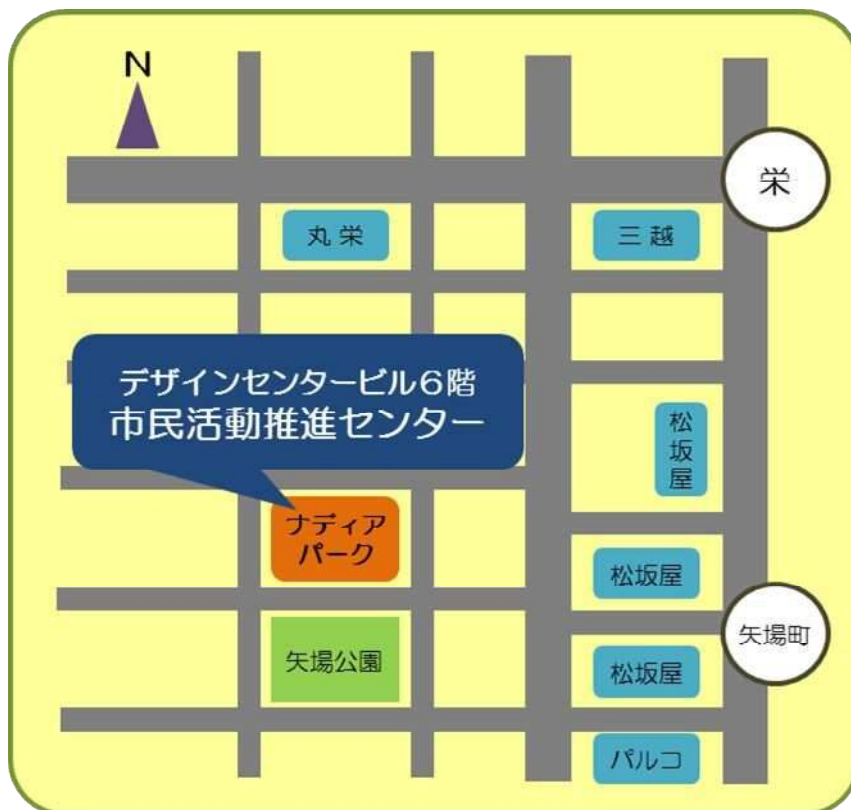 N
栄
丸栄
三越
デザインセンタービル6階
市民活動推進センター
松坂屋
ナディア
パーク
松坂屋
矢場町
矢場公園
松坂屋
パルコ